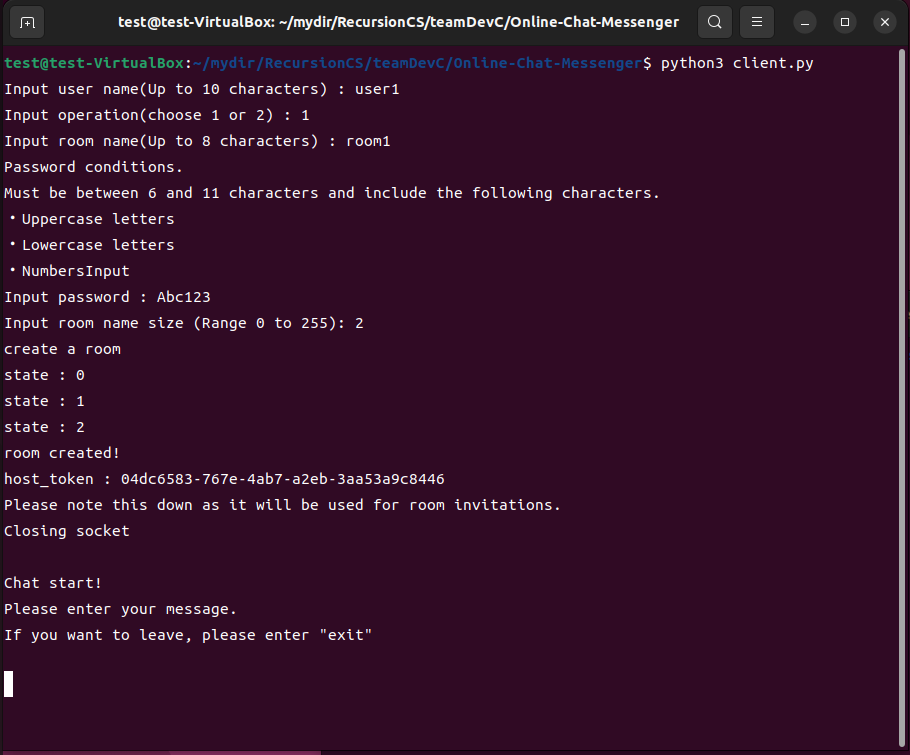 test@test-VirtualBox: ~/mydir/RecursionCS/teamDevC/Online-Chat-Messenger
test@test-VirtualBox:~/mydir/RecursionCS/teamDevC/Online-Chat-Messenger$ python3 client.py
Input user name(Up to 10 characters) : user1
Input operation(choose 1 or 2) : 1
Input room name(Up to 8 characters) : room1
Password conditions.
Must be between 6 and 11 characters and include the following characters.
・Uppercase letters
・Lowercase letters
・NumbersInput
Input password : Abc123
Input room name size (Range 0 to 255): 2
create a room
state : 0
state : 1
state : 2
room created!
host_token : 04dc6583-767e-4ab7-a2eb-3aa53a9c8446
Please note this down as it will be used for room invitations.
Closing socket
Chat start!
Please enter your message.
If you want to leave, please enter "exit"